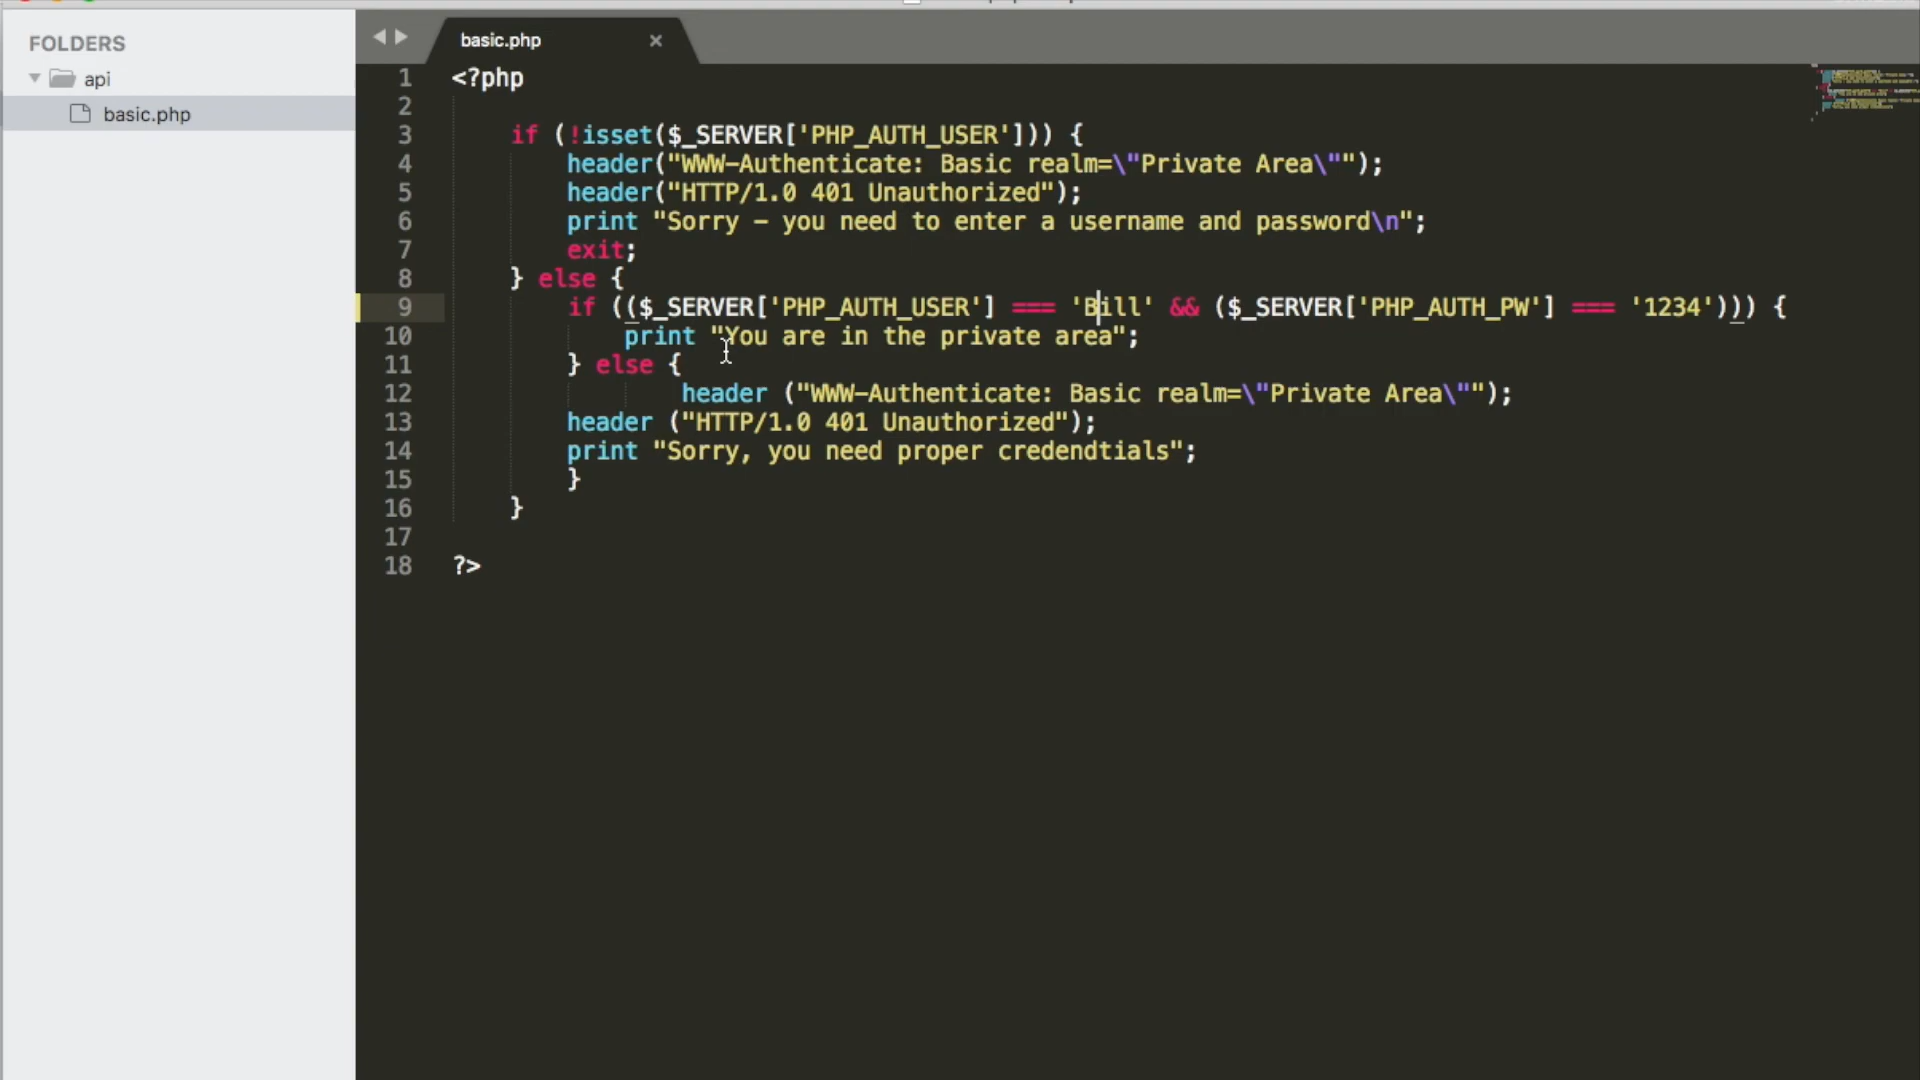 FOLDERS
api
basic.php
basic.php
1 <?php
2
3 if (!isset($_SERVER['PHP_AUTH_USER'])) {
4 header("WWW-Authenticate: Basic realm=\"Private Area\"");
5 header("HTTP/1.0 401 Unauthorized");
6 print "Sorry - you need to enter a username and password\n";
7 exit;
8 } else {
9 if (($_SERVER['PHP_AUTH_USER'] === 'Bill' && ($_SERVER['PHP_AUTH_PW'] === '1234'))) {
10 print "You are in the private area";
11 } else {
12 header ("WWW-Authenticate: Basic realm=\"Private Area\"");
13 header ("HTTP/1.0 401 Unauthorized");
14 print "Sorry, you need proper credendtials";
15 }
16 }
17
18 ?>